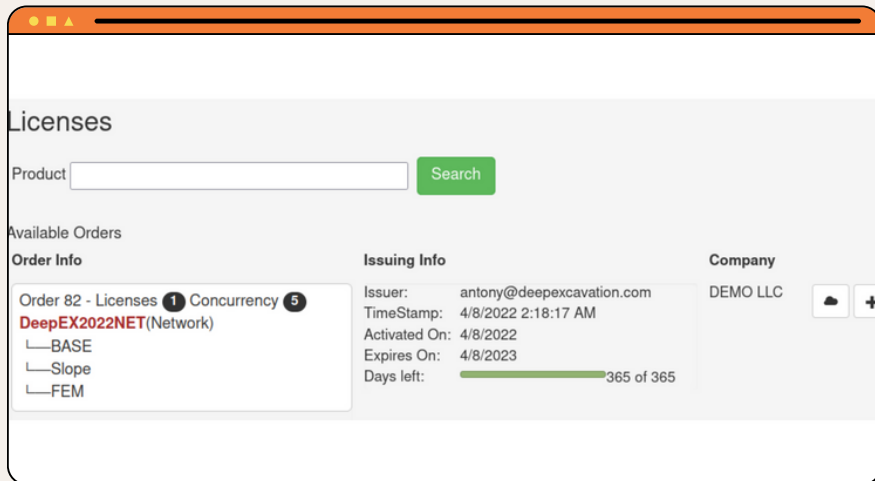 Licenses
Product
Search
Available Orders
Order Info
Issuing Info
Company
Order 82 - Licenses 1 Concurrency 5
DeepEX2022NET(Network)
BASE
Slope
FEM
Issuer: antony@deepexcavation.com
TimeStamp: 4/8/2022 2:18:17 AM
Activated On: 4/8/2022
Expires On: 4/8/2023
Days left: 365 of 365
DEMO LLC